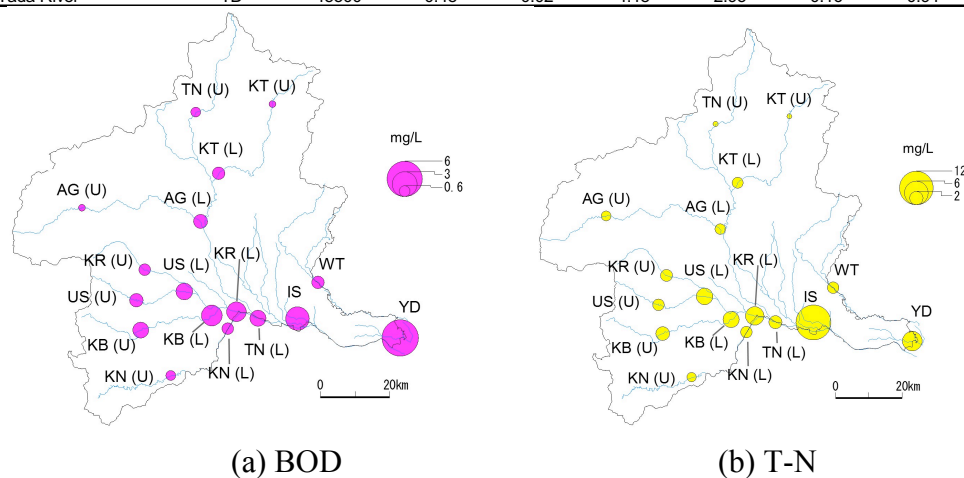 River YD
TN (U)
KT (U)
KT (L)
AG (U)
AG (L)
KR (U)
US (L)
KR (L)
WT
US (U)
IS
YD
KB (U)
KB (L)
TN (L)
KN (L)
KN (U)
mg/L
6
3
0.6
0 20km
(a) BOD
TN (U)
KT (U)
KT (L)
AG (U)
AG (L)
KR (U)
US (L)
KR (L)
WT
US (U)
IS
YD
KB (U)
KB (L)
TN (L)
KN (L)
KN (U)
mg/L
12
6
2
0 20km
(b) T-N